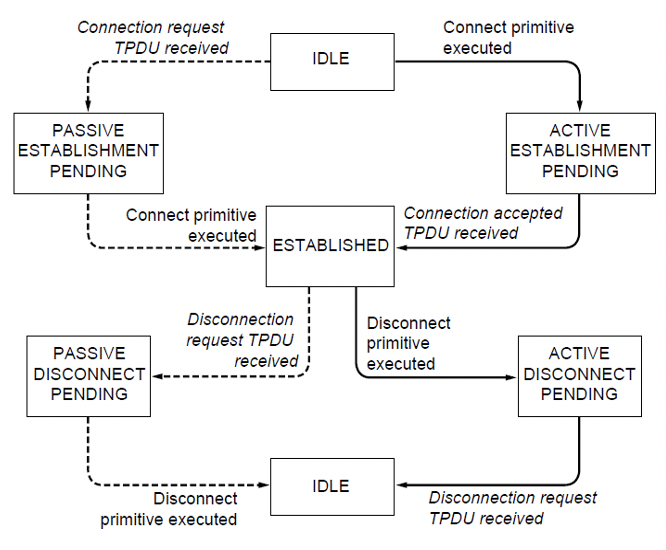 Connection request
TPDU received
IDLE
Connect primitive
executed
PASSIVE
ESTABLISHMENT
PENDING
ACTIVE
ESTABLISHMENT
PENDING
Connect primitive
executed
ESTABLISHED
Connection accepted
TPDU received
Disconnection
request TPDU
received
Disconnect
primitive
executed
PASSIVE
DISCONNECT
PENDING
ACTIVE
DISCONNECT
PENDING
Disconnect
primitive executed
IDLE
Disconnection request
TPDU received